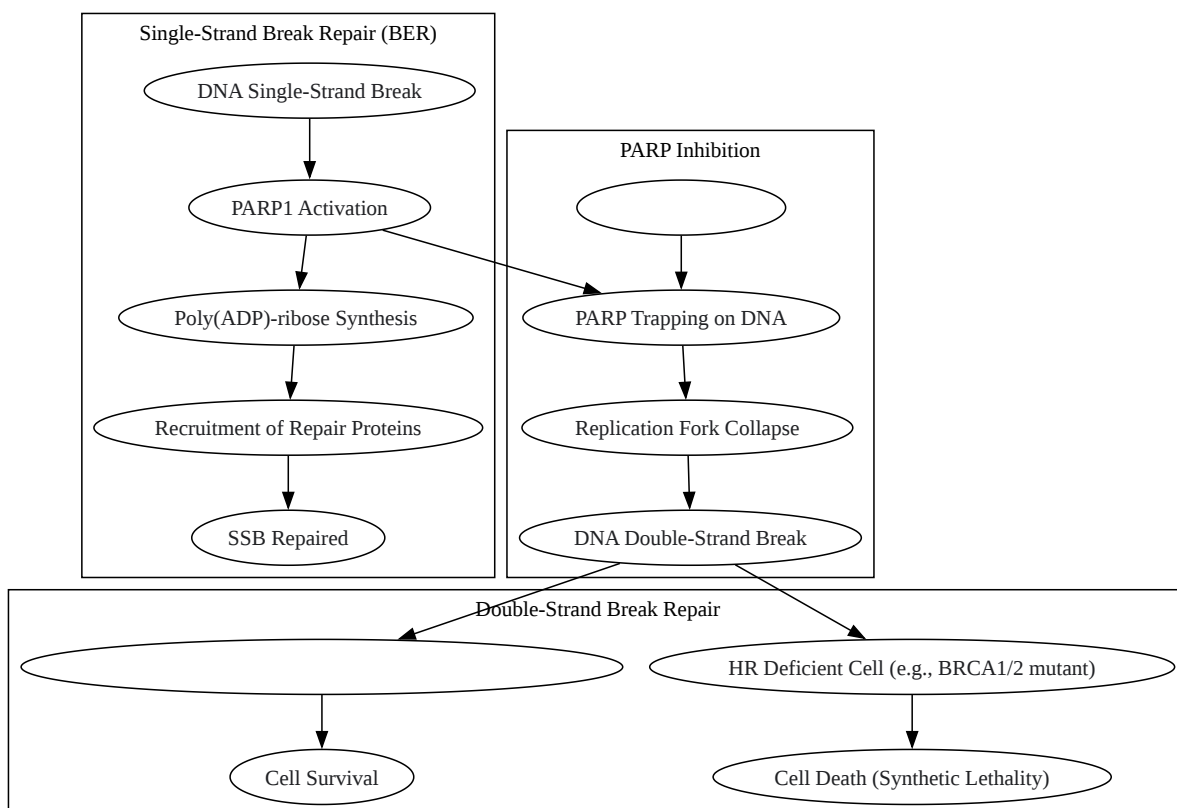 Single-Strand Break Repair (BER)
DNA Single-Strand Break
PARP1 Activation
Poly(ADP)-ribose Synthesis
Recruitment of Repair Proteins
SSB Repaired
PARP Inhibition
PARP Trapping on DNA
Replication Fork Collapse
DNA Double-Strand Break
Double-Strand Break Repair
HR Deficient Cell (e.g., BRCA1/2 mutant)
Cell Survival
Cell Death (Synthetic Lethality)